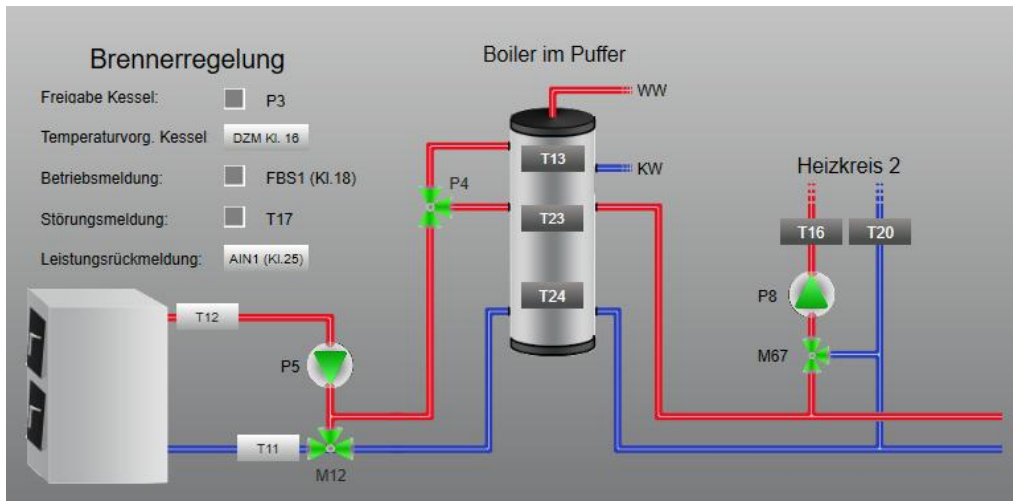 Brennerregelung
Freigabe Kessel:
P3
Temperaturvorg. Kessel
DZM Kl. 16
Betriebsmeldung:
FBS1 (Kl.18)
Störungsmeldung:
T17
Leistungsrückmeldung:
AIN1 (Kl.25)
Boiler im Puffer
WW
T13
KW
P4
T23
T24
Heizkreis 2
T16
T20
P8
M67
T12
P5
T11
M12